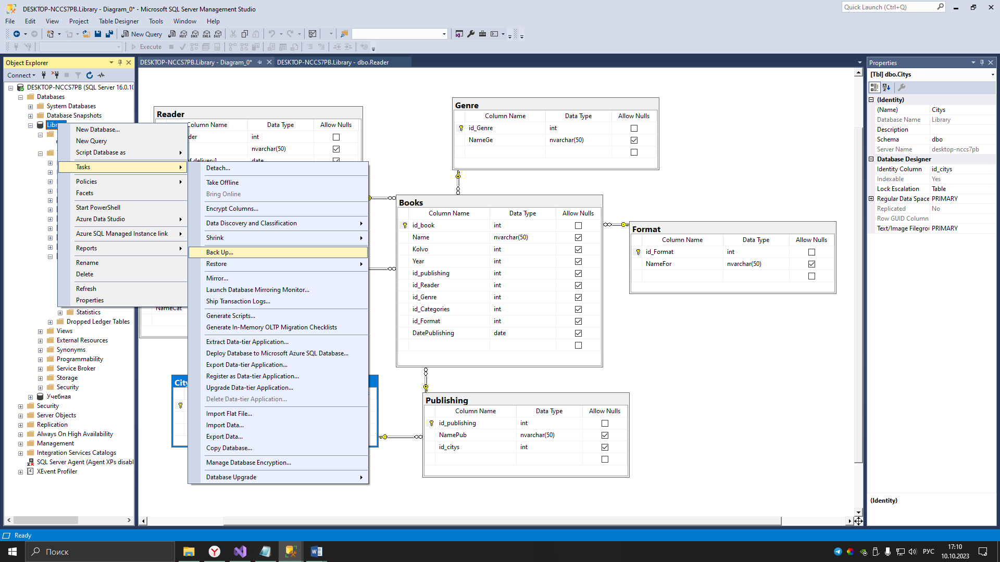 DESKTOP-NCCS7PB.Library - Diagram_0* - Microsoft SQL Server Management Studio
Quick Launch (Ctrl+Q)
File Edit View Project Table Designer Tools Window Help
New Query
MDX DMX XMLA DAX
Execute
Object Explorer
Connect
DESKTOP-NCCS7PB (SQL Server 16.0.10
Databases
System Databases
Database Snapshots
Libr
New Database...
New Query
Script Database as
Tasks
Policies
Facets
Start PowerShell
Azure Data Studio
Azure SQL Managed Instance link
Reports
Rename
Delete
Refresh
Properties
Statistics
Dropped Ledger Tables
Views
External Resources
Synonyms
Programmability
Service Broker
Storage
Security
Учебная
Security
Server Objects
Replication
Always On High Availability
Management
Integration Services Catalogs
SQL Server Agent (Agent XPs disabl
XEvent Profiler
Detach...
Take Offline
Bring Online
Encrypt Columns...
Data Discovery and Classification
Shrink
Back Up...
Restore
Mirror...
Launch Database Mirroring Monitor...
Ship Transaction Logs...
Generate Scripts...
Generate In-Memory OLTP Migration Checklists
Extract Data-tier Application...
Deploy Database to Microsoft Azure SQL Database...
Export Data-tier Application...
Register as Data-tier Application...
Upgrade Data-tier Application...
Delete Data-tier Application...
Import Flat File...
Import Data...
Export Data...
Copy Database...
Manage Database Encryption...
Database Upgrade
DESKTOP-NCCS7PB.Library - Diagram_0*
DESKTOP-NCCS7PB.Library - dbo.Reader
Reader
Column Name Data Type Allow Nulls
der int
nvarchar(50)
of delivery] date
NameCat
City
Genre
Column Name Data Type Allow Nulls
id_Genre int
NameGe nvarchar(50)
Books
Column Name Data Type Allow Nulls
id_book int
Name nvarchar(50)
Kolvo int
Year int
id_publishing int
id_Reader int
id_Genre int
id_Categories int
id_Format int
DatePublishing date
Format
Column Name Data Type Allow Nulls
id_Format int
NameFor nvarchar(50)
Publishing
Column Name Data Type Allow Nulls
id_publishing int
NamePub nvarchar(50)
id_citys int
Properties
[Tbl] dbo.Citys
(Identity)
(Name) Citys
Database Name Library
Description
Schema dbo
Server Name desktop-nccs7pb
Database Designer
Identity Column id_citys
Indexable Yes
Lock Escalation Table
Regular Data Space PRIMARY
Replicated No
Row GUID Column
Text/Image Filegrou PRIMARY
(Identity)
Ready
Поиск
РУС
17:10
10.10.2023